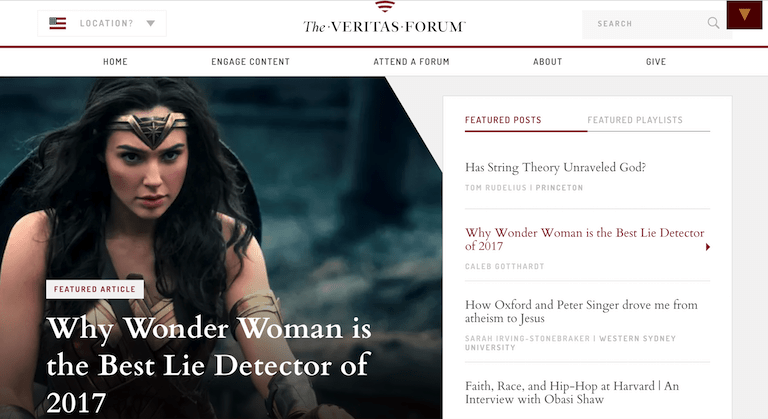 LOCATION?
The·VERITAS·FORUM
SEARCH
HOME
ENGAGE CONTENT
ATTEND A FORUM
ABOUT
GIVE
FEATURED ARTICLE
Why Wonder Woman is
the Best Lie Detector of
2017
FEATURED POSTS
FEATURED PLAYLISTS
Has String Theory Unraveled God?
TOM RUDELIUS | PRINCETON
Why Wonder Woman is the Best Lie Detector
of 2017
CALEB GOTTHARDT
How Oxford and Peter Singer drove me from
atheism to Jesus
SARAH IRVING-STONEBRAKER | WESTERN SYDNEY
UNIVERSITY
Faith, Race, and Hip-Hop at Harvard | An
Interview with Obasi Shaw